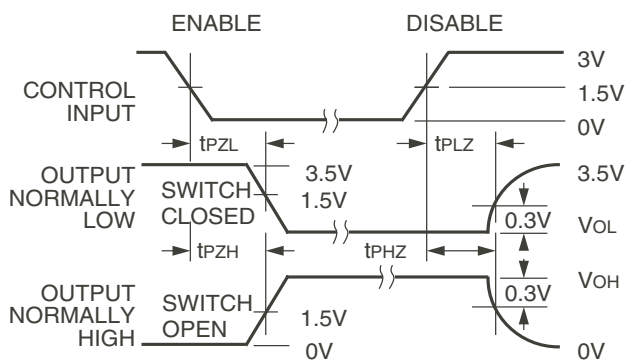 ENABLE DISABLE
3V
CONTROL INPUT 1.5V
0V
tPZL tPLZ
OUTPUT NORMALLY LOW SWITCH CLOSED 3.5V 1.5V 3.5V
0.3V VOL
tPZH tPHZ
OUTPUT NORMALLY HIGH SWITCH OPEN 1.5V 0.3V VOH
0V 0V